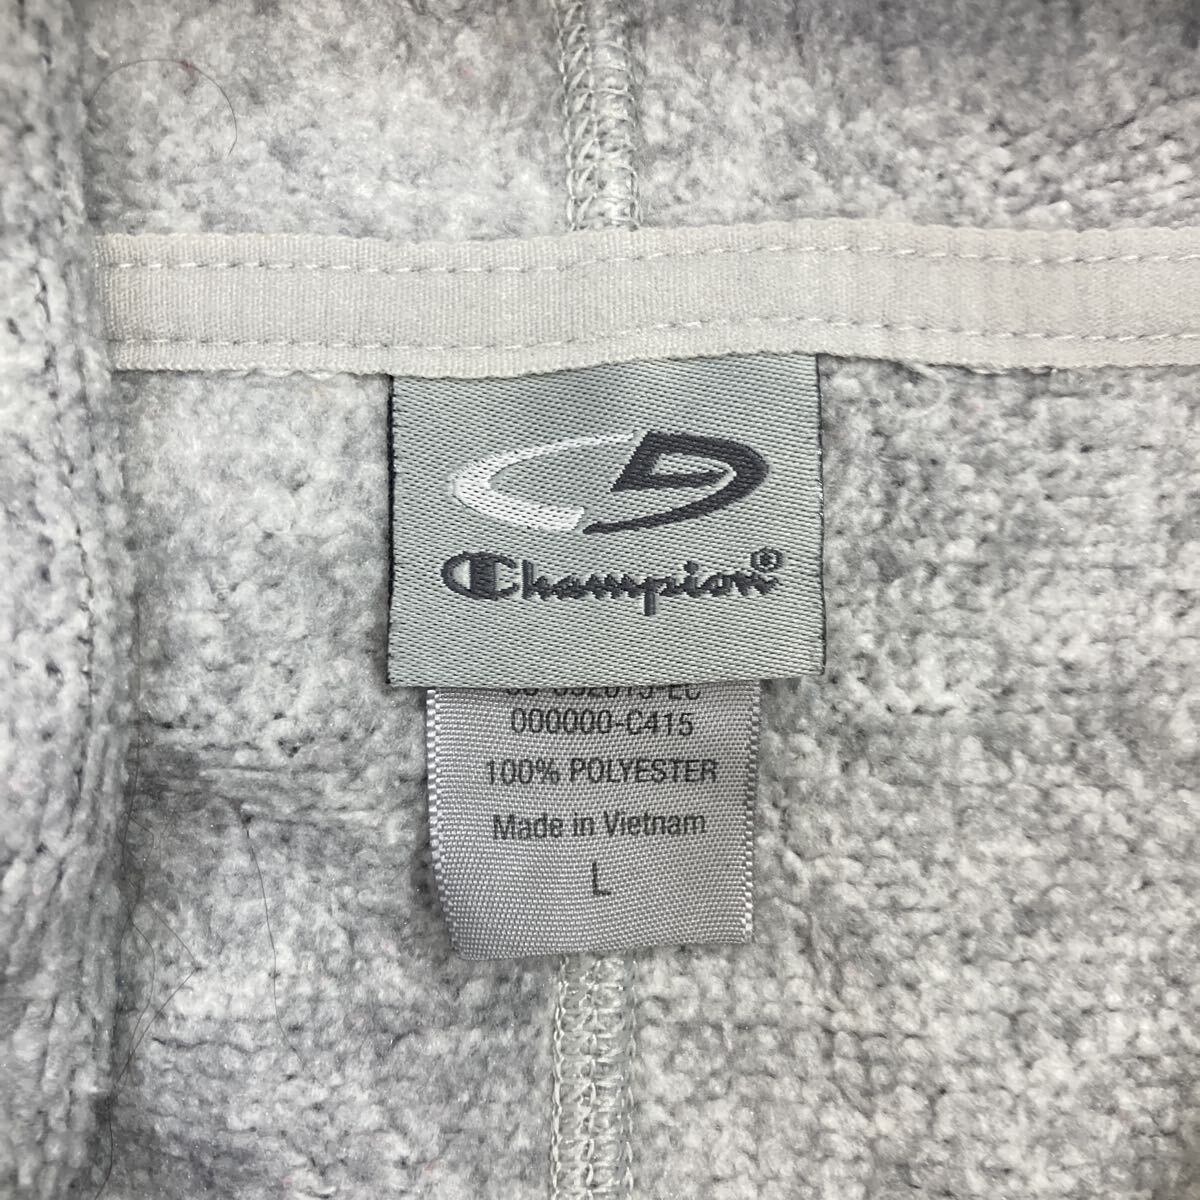 Champion®
000000-C415
100% POLYESTER
Made in Vietnam
L